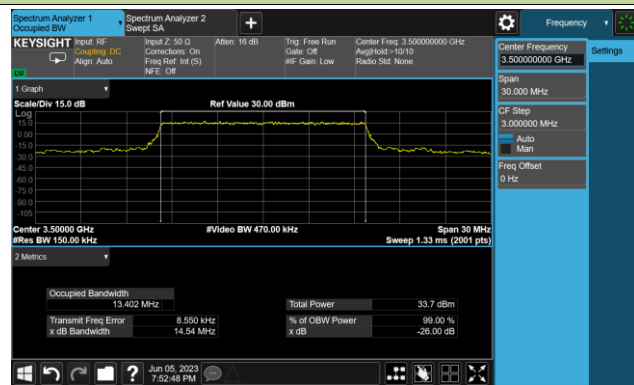 Spectrum Analyzer 1
Occupied BW
Spectrum Analyzer 2
Swept SA
Frequency
KEYSIGHT
Input: RF
Coupling: DC
Align: Auto
Input Z: 50 Ω
Corrections: On
Freq Ref: Int (S)
NFE: Off
Atten: 16 dB
Trig: Free Run
Gate: Off
#IF Gain: Low
Center Freq: 3.500000000 GHz
Avg|Hold:>10/10
Radio Std: None
Center Frequency
3.500000000 GHz
Settings
Span
30.000 MHz
CF Step
3.000000 MHz
Auto
Man
Freq Offset
0 Hz
1 Graph
Scale/Div 15.0 dB
Ref Value 30.00 dBm
Log
15.0
0.00
-15.0
-30.0
-45.0
-60.0
-75.0
-90.0
-105
Center 3.50000 GHz
#Video BW 470.00 kHz
Span 30 MHz
#Res BW 150.00 kHz
Sweep 1.33 ms (2001 pts)
2 Metrics
Occupied Bandwidth
13.402 MHz
Total Power 33.7 dBm
Transmit Freq Error 8.550 kHz
% of OBW Power 99.00 %
x dB Bandwidth 14.54 MHz
x dB -26.00 dB
Jun 05, 2023
7:52:48 PM